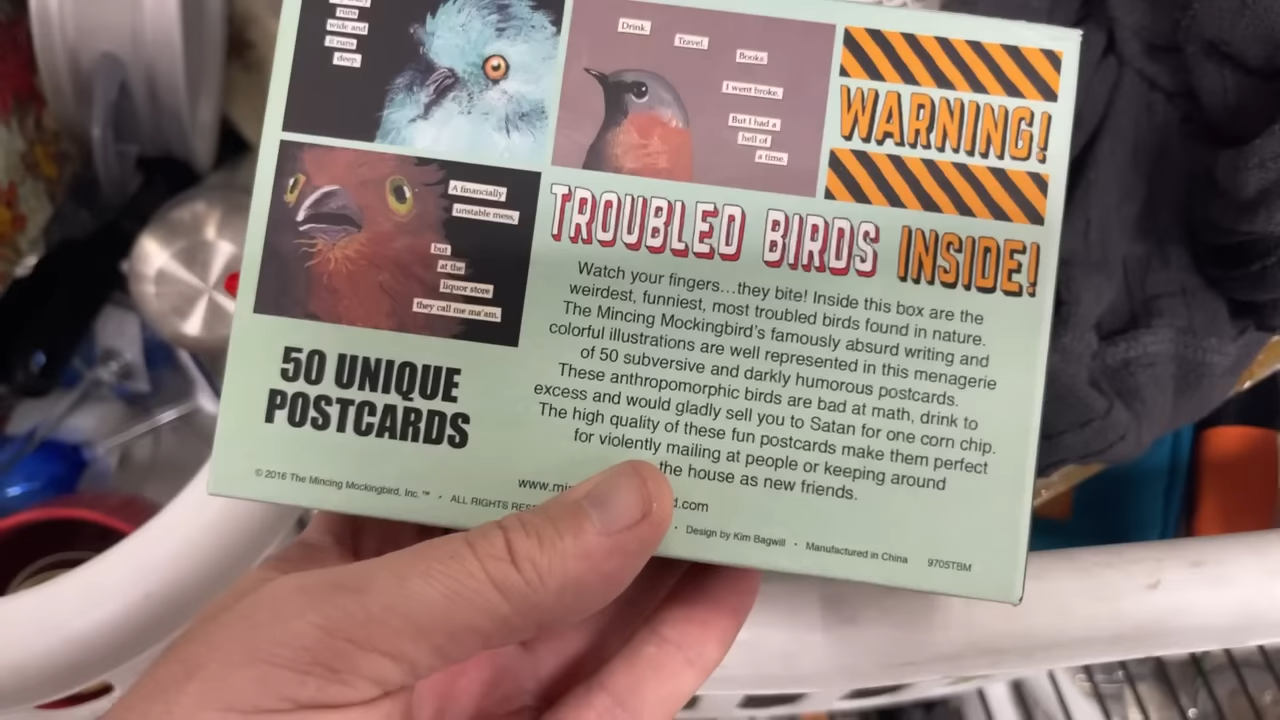 runs
wide and
it runs
deep.
Drink.
Travel.
Books.
I went broke.
But I had a
hell of
a time.
WARNING!
A financially
unstable mess,
but
at the
liquor store
they call me ma'am.
TROUBLED BIRDS INSIDE!
Watch your fingers...they bite! Inside this box are the
weirdest, funniest, most troubled birds found in nature.
The Mincing Mockingbird's famously absurd writing and
colorful illustrations are well represented in this menagerie
of 50 subversive and darkly humorous postcards.
These anthropomorphic birds are bad at math, drink to
excess and would gladly sell you to Satan for one corn chip.
The high quality of these fun postcards make them perfect
for violently mailing at people or keeping around
the house as new friends.
50 UNIQUE
POSTCARDS
www.mi d.com
© 2016 The Mincing Mockingbird, Inc.™ • ALL RIGHTS RES • Design by Kim Bagwill • Manufactured in China 9705TBM